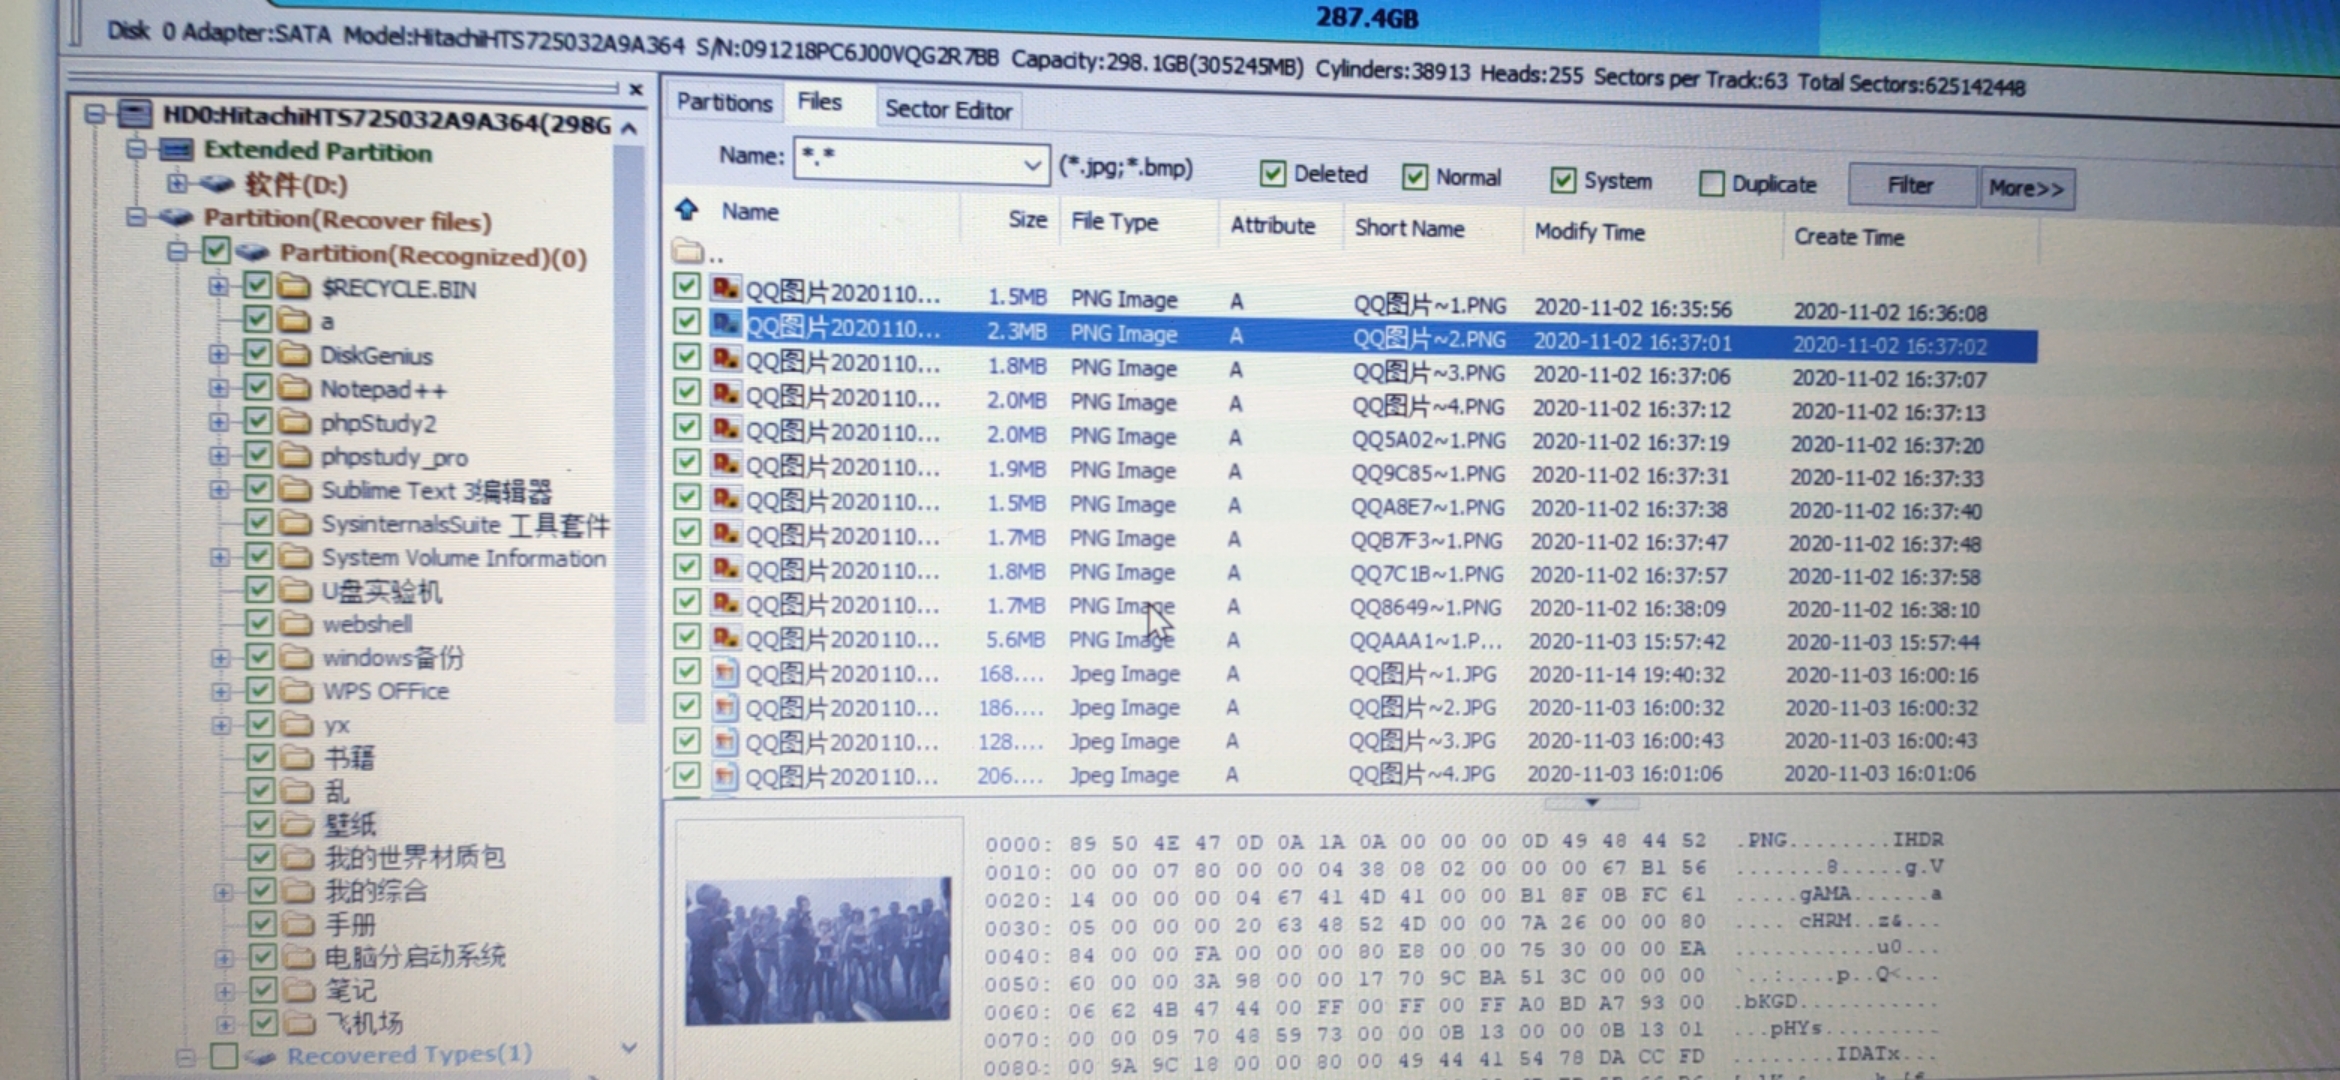 287.4GB
Disk 0 Adapter:SATA Model:HitachiHTS725032A9A364 S/N:091218PC6J00VQG2R7BB Capacity:298.1GB(305245MB) Cylinders:38913 Heads:255 Sectors per Track:63 Total Sectors:625142448
HD0:HitachiHTS725032A9A364(298G
Extended Partition
软件(D:)
Partition(Recover files)
Partition(Recognized)(0)
$RECYCLE.BIN
a
DiskGenius
Notepad++
phpStudy2
phpstudy_pro
Sublime Text 3编辑器
SysinternalsSuite 工具套件
System Volume Information
U盘实验机
webshell
windows备份
WPS OFFice
yx
书籍
乱
壁纸
我的世界材质包
我的综合
手册
电脑分启动系统
笔记
飞机场
Recovered Types(1)
Partitions Files Sector Editor
Name: *.* (*.jpg;*.bmp) Deleted Normal System Duplicate Filter More>>
Name Size File Type Attribute Short Name Modify Time Create Time
..
QQ图片2020110... 1.5MB PNG Image A QQ图片~1.PNG 2020-11-02 16:35:56 2020-11-02 16:36:08
QQ图片2020110... 2.3MB PNG Image A QQ图片~2.PNG 2020-11-02 16:37:01 2020-11-02 16:37:02
QQ图片2020110... 1.8MB PNG Image A QQ图片~3.PNG 2020-11-02 16:37:06 2020-11-02 16:37:07
QQ图片2020110... 2.0MB PNG Image A QQ图片~4.PNG 2020-11-02 16:37:12 2020-11-02 16:37:13
QQ图片2020110... 2.0MB PNG Image A QQ5A02~1.PNG 2020-11-02 16:37:19 2020-11-02 16:37:20
QQ图片2020110... 1.9MB PNG Image A QQ9C85~1.PNG 2020-11-02 16:37:31 2020-11-02 16:37:33
QQ图片2020110... 1.5MB PNG Image A QQA8E7~1.PNG 2020-11-02 16:37:38 2020-11-02 16:37:40
QQ图片2020110... 1.7MB PNG Image A QQB7F3~1.PNG 2020-11-02 16:37:47 2020-11-02 16:37:48
QQ图片2020110... 1.8MB PNG Image A QQ7C1B~1.PNG 2020-11-02 16:37:57 2020-11-02 16:37:58
QQ图片2020110... 1.7MB PNG Image A QQ8649~1.PNG 2020-11-02 16:38:09 2020-11-02 16:38:10
QQ图片2020110... 5.6MB PNG Image A QQAAA1~1.P... 2020-11-03 15:57:42 2020-11-03 15:57:44
QQ图片2020110... 168.... Jpeg Image A QQ图片~1.JPG 2020-11-14 19:40:32 2020-11-03 16:00:16
QQ图片2020110... 186.... Jpeg Image A QQ图片~2.JPG 2020-11-03 16:00:32 2020-11-03 16:00:32
QQ图片2020110... 128.... Jpeg Image A QQ图片~3.JPG 2020-11-03 16:00:43 2020-11-03 16:00:43
QQ图片2020110... 206.... Jpeg Image A QQ图片~4.JPG 2020-11-03 16:01:06 2020-11-03 16:01:06
0000: 89 50 4E 47 0D 0A 1A 0A 00 00 00 0D 49 48 44 52 .PNG........IHDR
0010: 00 00 07 80 00 00 04 38 08 02 00 00 00 67 B1 56 .......8.....g.V
0020: 14 00 00 00 04 67 41 4D 41 00 00 B1 8F 0B FC 61 .....gAMA......a
0030: 05 00 00 00 20 63 48 52 4D 00 00 7A 26 00 00 80 .... cHRM..z&...
0040: 84 00 00 FA 00 00 00 80 E8 00 00 75 30 00 00 EA ...........u0...
0050: 60 00 00 3A 98 00 00 17 70 9C BA 51 3C 00 00 00 `..:....p..Q<...
0060: 06 62 4B 47 44 00 FF 00 FF 00 FF A0 BD A7 93 00 .bKGD...........
0070: 00 00 09 70 48 59 73 00 00 0B 13 00 00 0B 13 01 ...pHYs.........
0080: 00 9A 9C 18 00 00 80 00 49 44 41 54 78 DA CC FD ........IDATx...